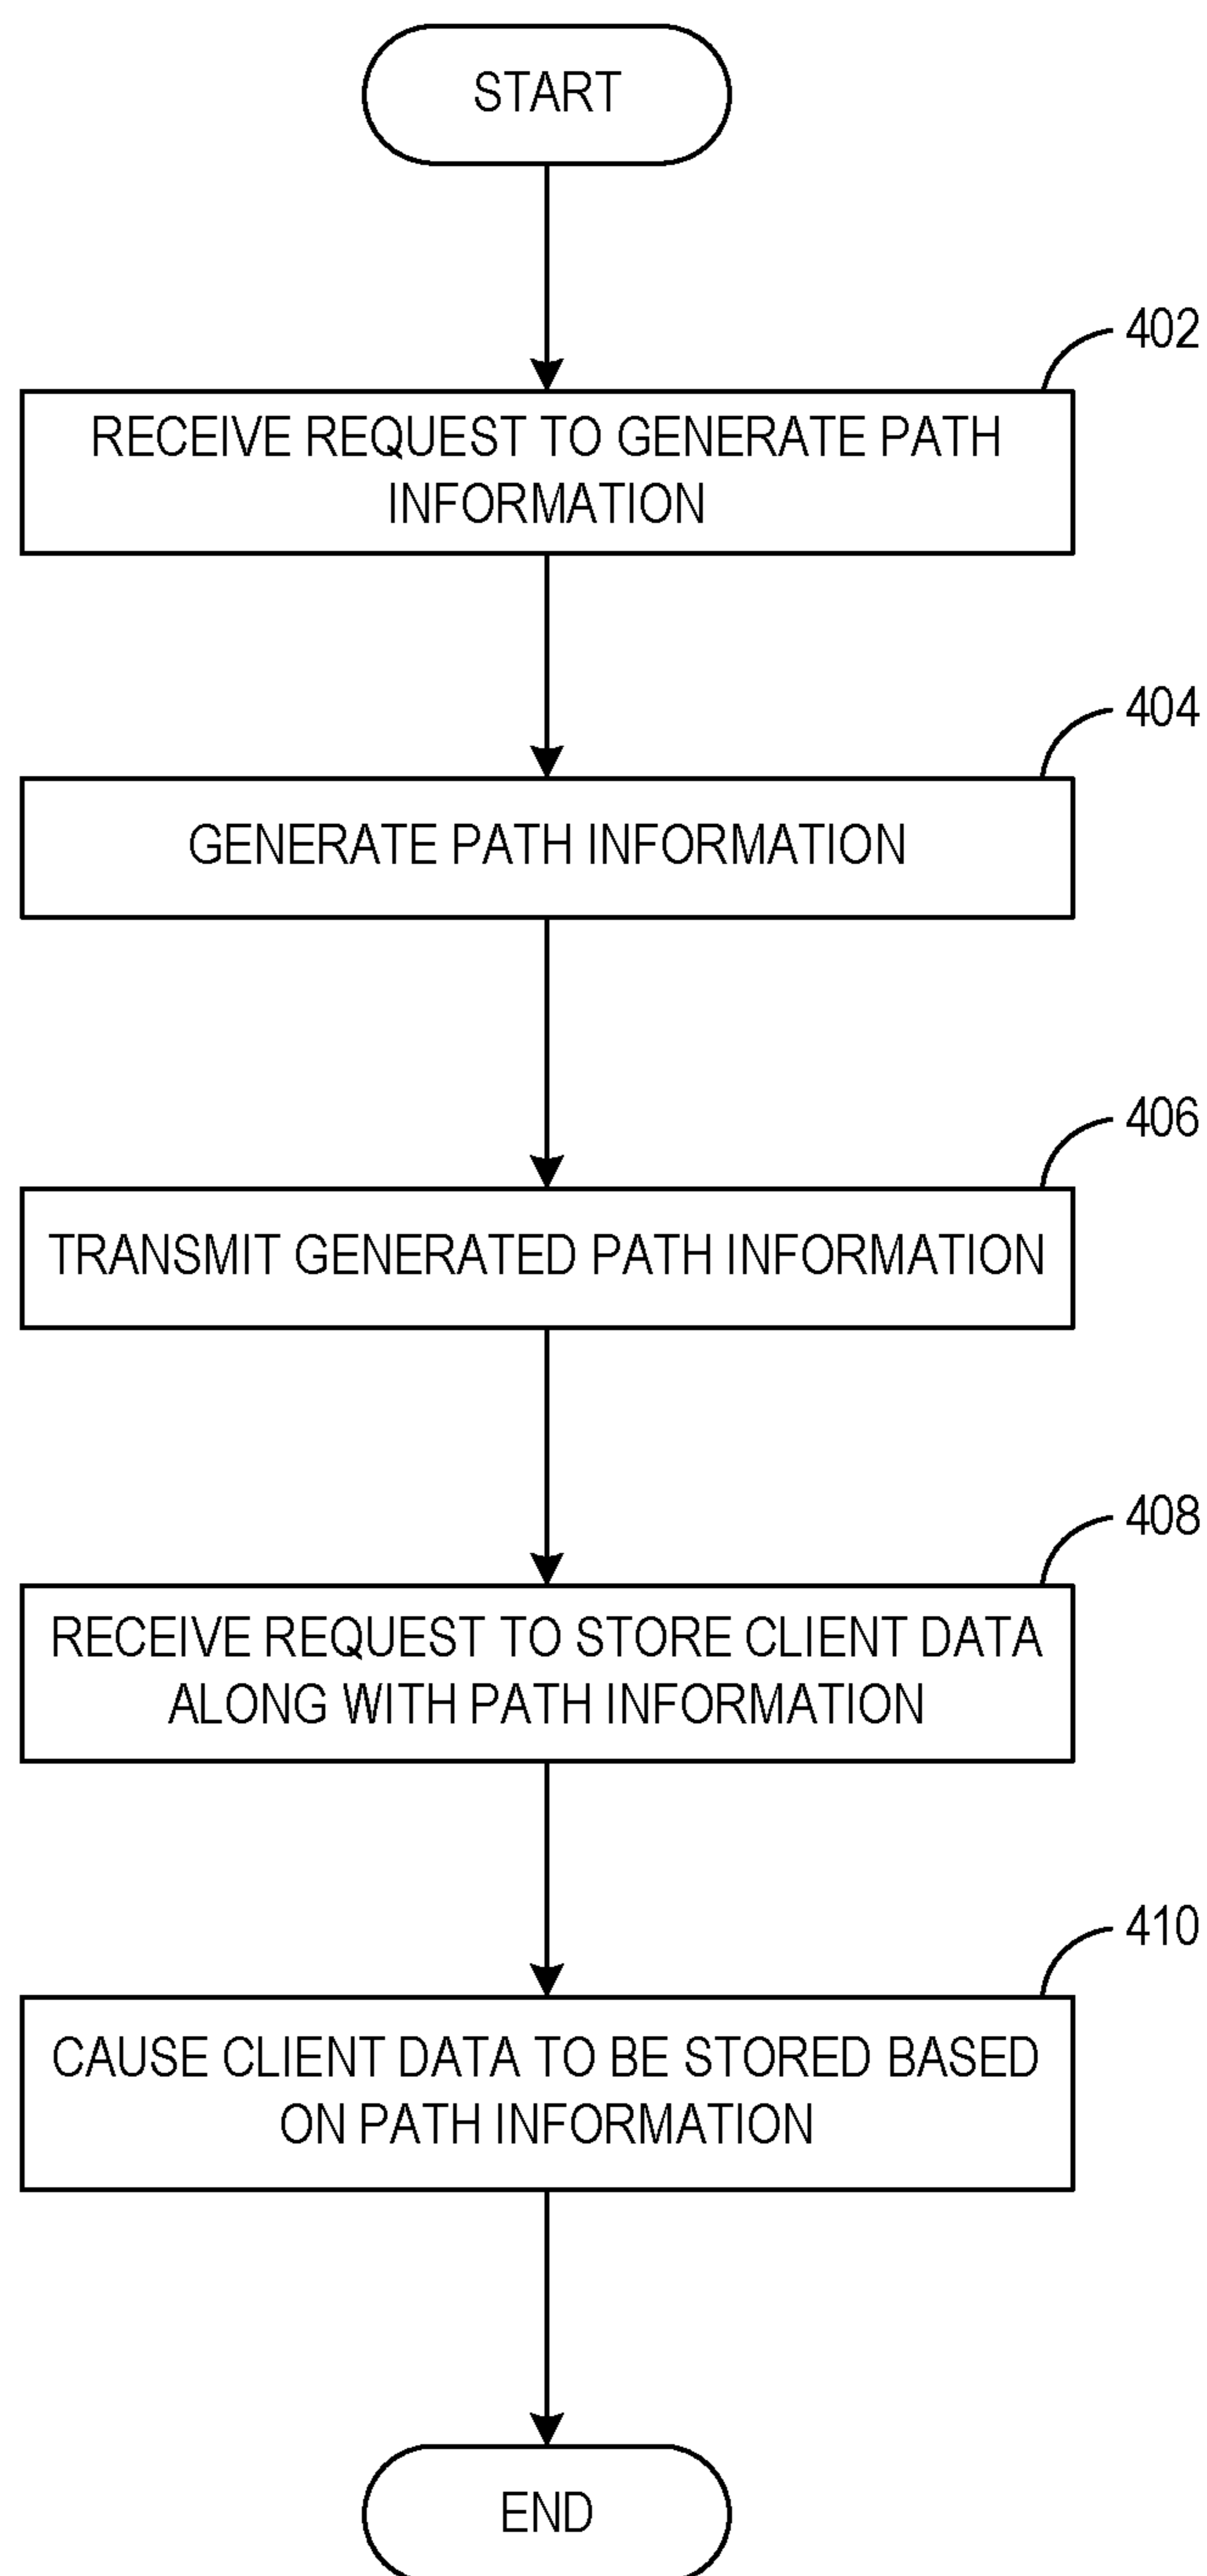 START
402
RECEIVE REQUEST TO GENERATE PATH
INFORMATION
404
GENERATE PATH INFORMATION
406
TRANSMIT GENERATED PATH INFORMATION
408
RECEIVE REQUEST TO STORE CLIENT DATA
ALONG WITH PATH INFORMATION
410
CAUSE CLIENT DATA TO BE STORED BASED
ON PATH INFORMATION
END